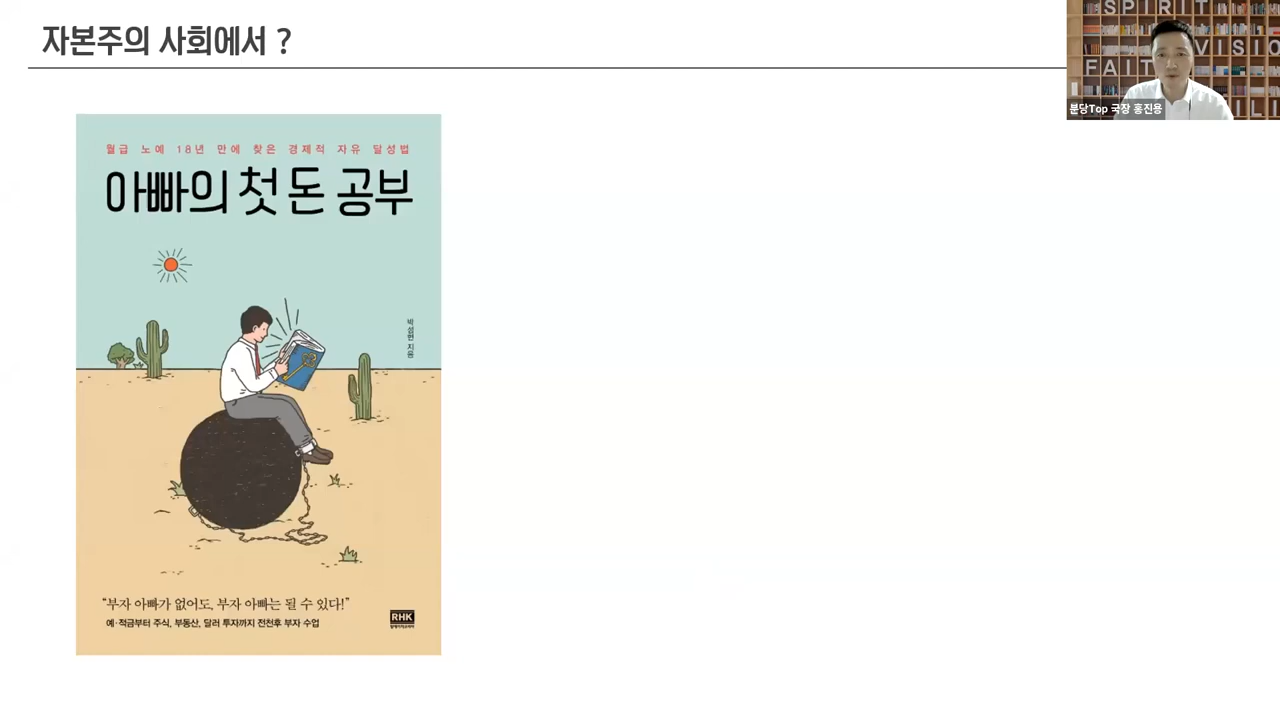 자본주의 사회에서 ?
SPIRIT
VISIO
FAIT
분당Top 국장 홍진용
월급 노예 18년 만에 찾은 경제적 자유 달성법
아빠의 첫 돈 공부
박성현 지음
“부자 아빠가 없어도, 부자 아빠는 될 수 있다!”
예·적금부터 주식, 부동산, 달러 투자까지 전천후 부자 수업
RHK